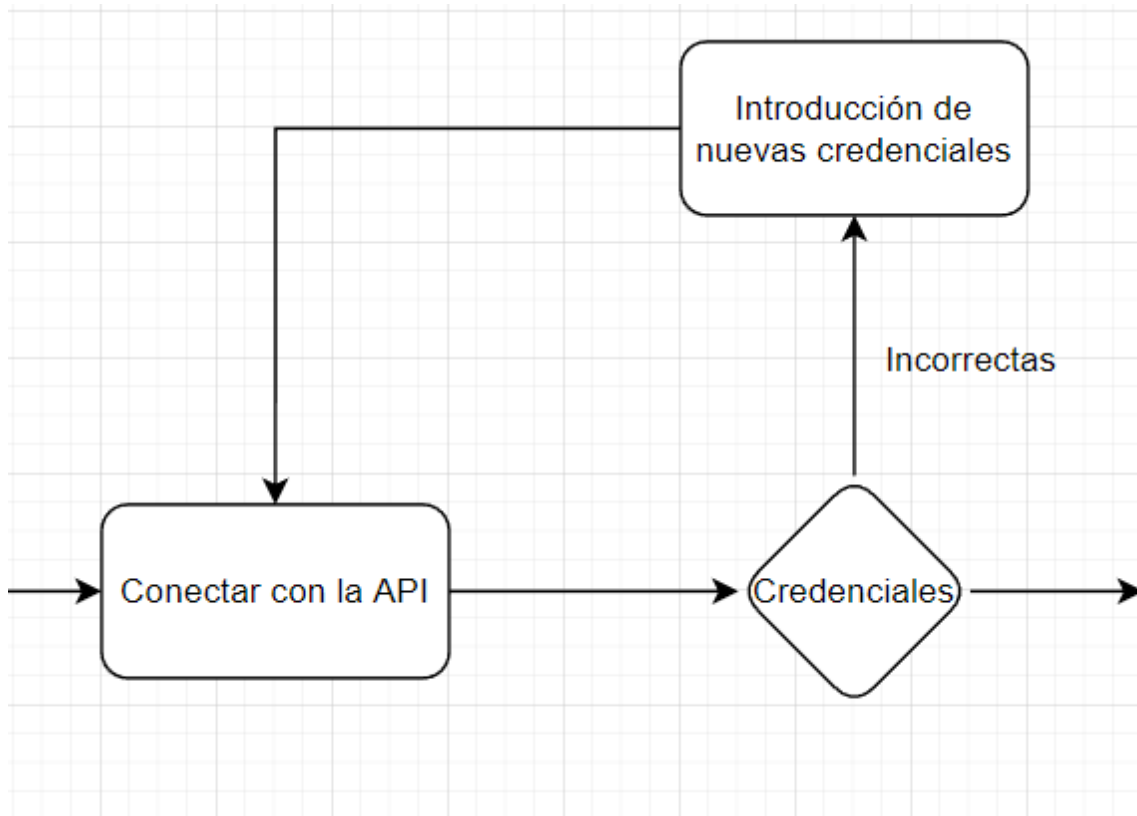 Introducción de
nuevas credenciales
Incorrectas
Conectar con la API
Credenciales